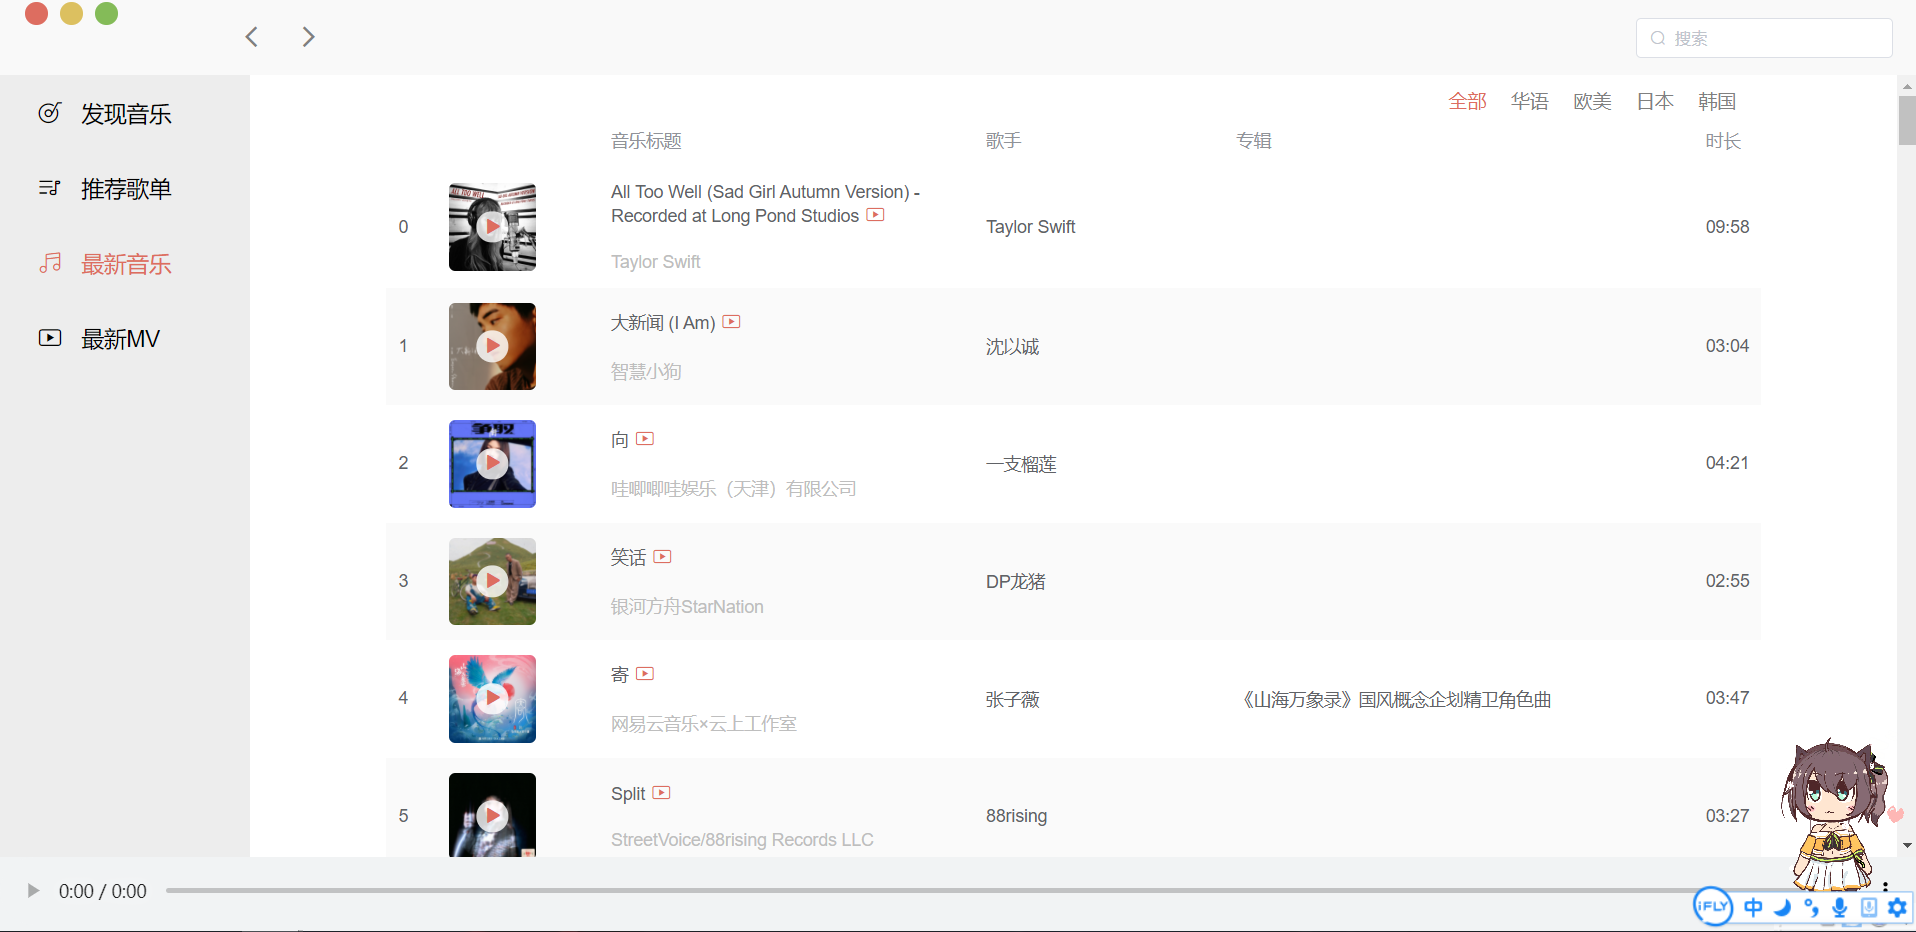 搜索
发现音乐
推荐歌单
最新音乐
最新MV
全部 华语 欧美 日本 韩国
音乐标题 歌手 专辑 时长
0
All Too Well (Sad Girl Autumn Version) -
Recorded at Long Pond Studios
Taylor Swift
Taylor Swift
09:58
1
大新闻 (I Am)
智慧小狗
沈以诚
03:04
2
向
哇唧唧哇娱乐（天津）有限公司
一支榴莲
04:21
3
笑话
银河方舟StarNation
DP龙猪
02:55
4
寄
网易云音乐×云上工作室
张子薇
《山海万象录》国风概念企划精卫角色曲
03:47
5
Split
StreetVoice/88rising Records LLC
88rising
03:27
0:00 / 0:00
iFLY 中